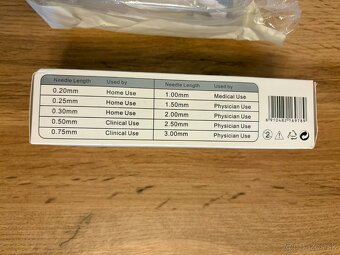 Needle Length Used by Needle Length Used by
0.20mm Home Use 1.00mm Medical Use
0.25mm Home Use 1.50mm Physician Use
0.30mm Home Use 2.00mm Physician Use
0.50mm Clinical Use 2.50mm Physician Use
0.75mm Clinical Use 3.00mm Physician Use
2